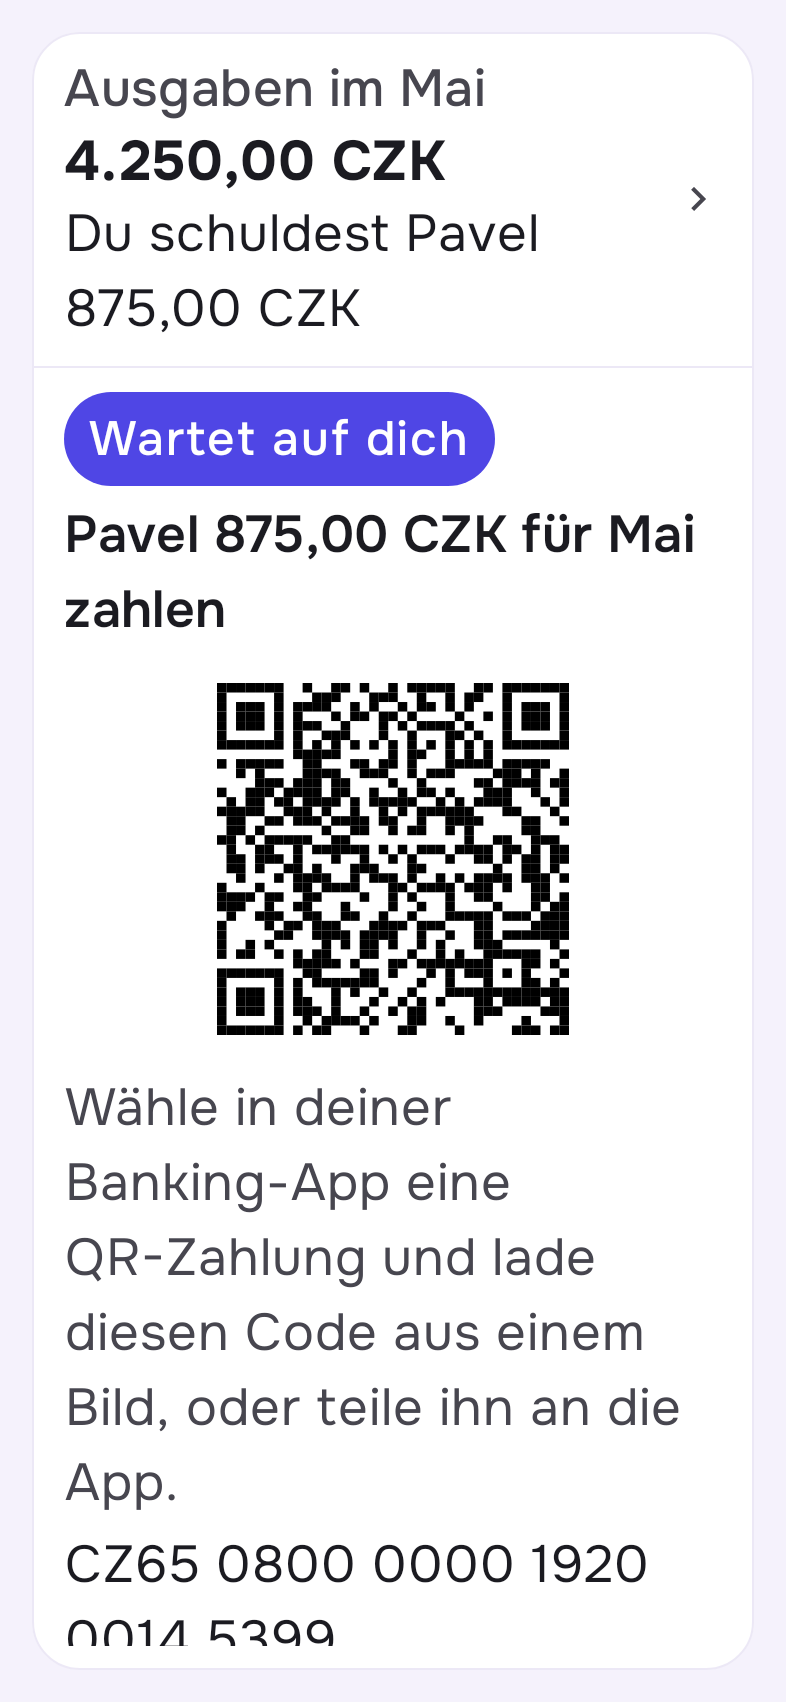 Ausgaben im Mai
4.250,00 CZK
Du schuldest Pavel
875,00 CZK
Wartet auf dich
Pavel 875,00 CZK für Mai
zahlen
Wähle in deiner
Banking-App eine
QR-Zahlung und lade
diesen Code aus einem
Bild, oder teile ihn an die
App.
CZ65 0800 0000 1920
0014 5399